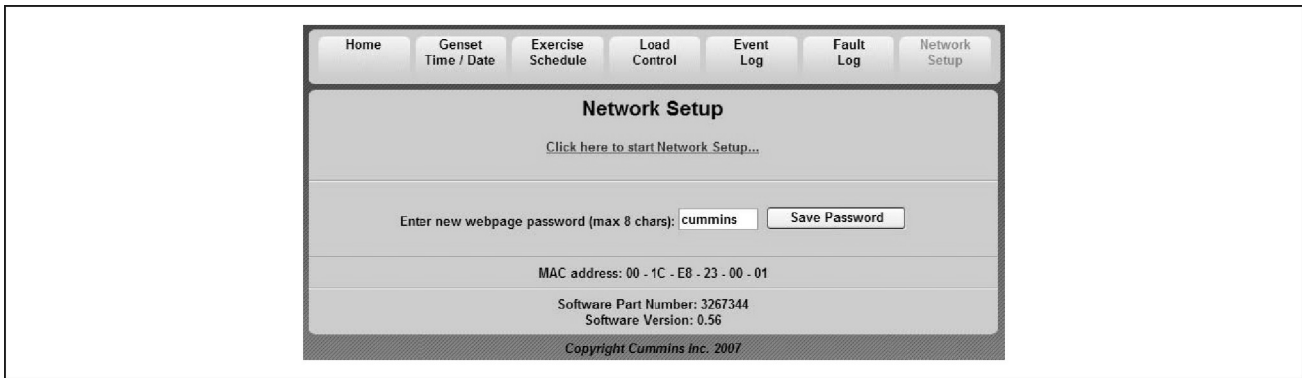 Home
Genset
Time / Date
Exercise
Schedule
Load
Control
Event
Log
Fault
Log
Network
Setup
Network Setup
Click here to start Network Setup...
Enter new webpage password (max 8 chars): cummins Save Password
MAC address: 00 - 1C - E8 - 23 - 00 - 01
Software Part Number: 3267344
Software Version: 0.56
Copyright Cummins Inc. 2007